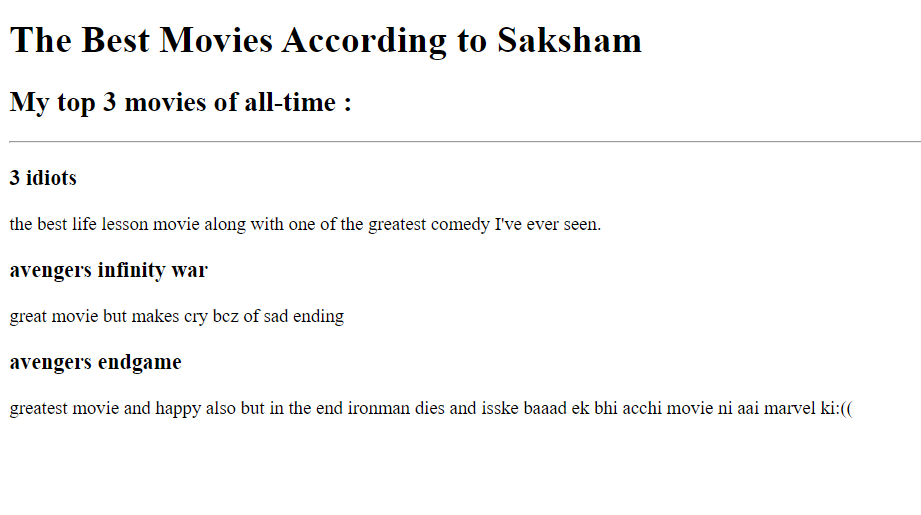 The Best Movies According to Saksham
My top 3 movies of all-time :
3 idiots
the best life lesson movie along with one of the greatest comedy I've ever seen.
avengers infinity war
great movie but makes cry bcz of sad ending
avengers endgame
greatest movie and happy also but in the end ironman dies and isske baaad ek bhi acchi movie ni aai marvel ki:((